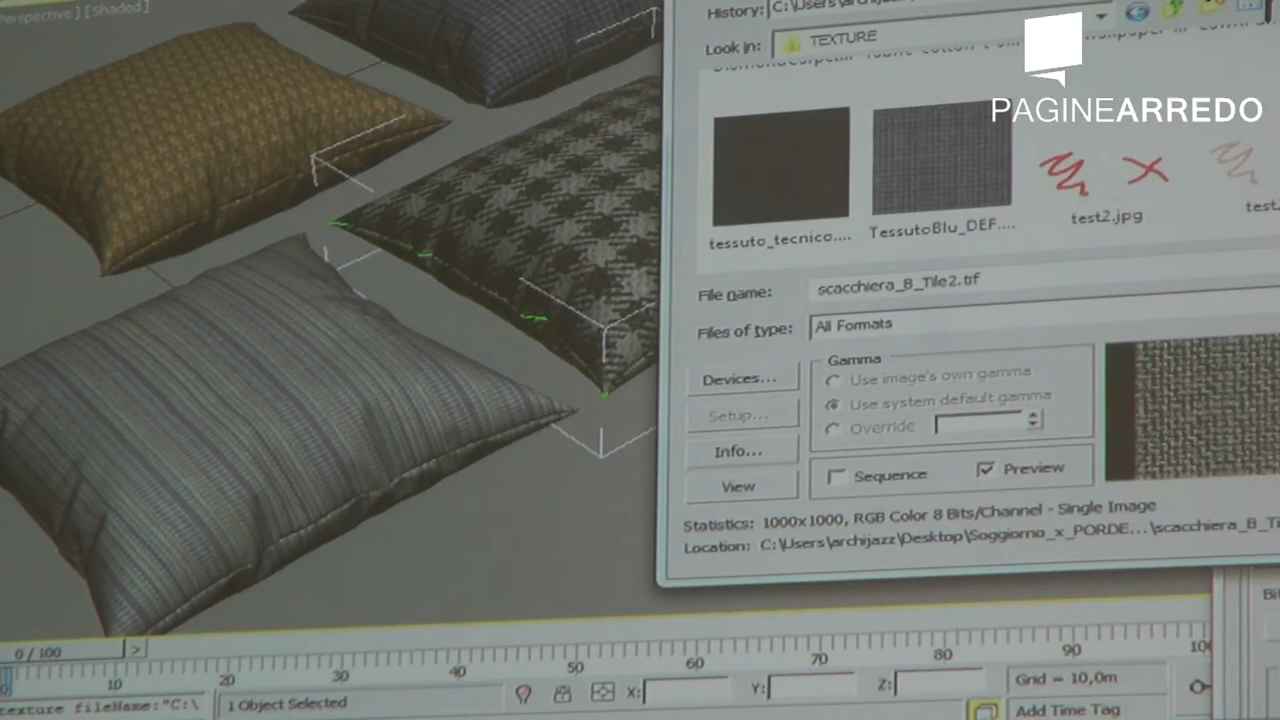 Perspective ] [ Shaded ]
History:
Look in: TEXTURE
PAGINEARREDO
tessuto_tecnico....
TessutoBlu_DEF....
test2.jpg
test.
File name: scacchiera_B_Tile2.tif
Files of type: All Formats
Gamma
Devices...
Use image's own gamma
Setup...
Use system default gamma
Override
Info...
Sequence
Preview
View
Statistics: 1000x1000, RGB Color 8 Bits/Channel - Single Image
Location: C:\Users\archijazz\Desktop\Soggiorno_x_PORDE...\scacchiera_B_Ti
0 / 100 >
0 10 20 30 40 50 60 70 80 90 100
texture fileName:"C:\
1 Object Selected
X: Y: Z:
Grid = 10,0m
Add Time Tag